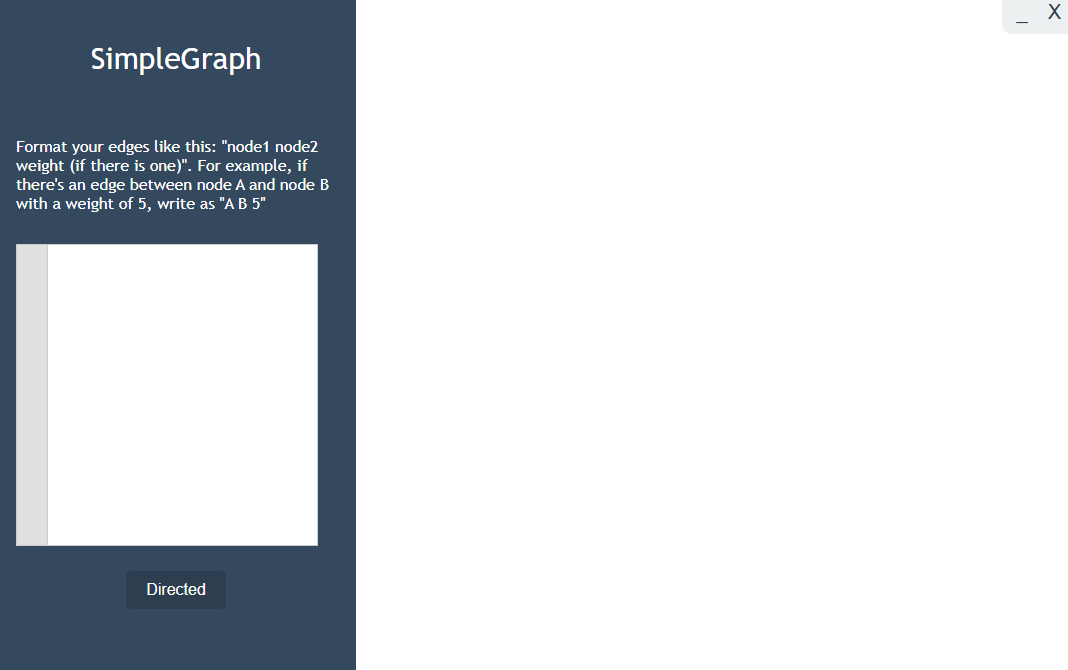 _ X
SimpleGraph
Format your edges like this: "node1 node2
weight (if there is one)". For example, if
there's an edge between node A and node B
with a weight of 5, write as "A B 5"
Directed